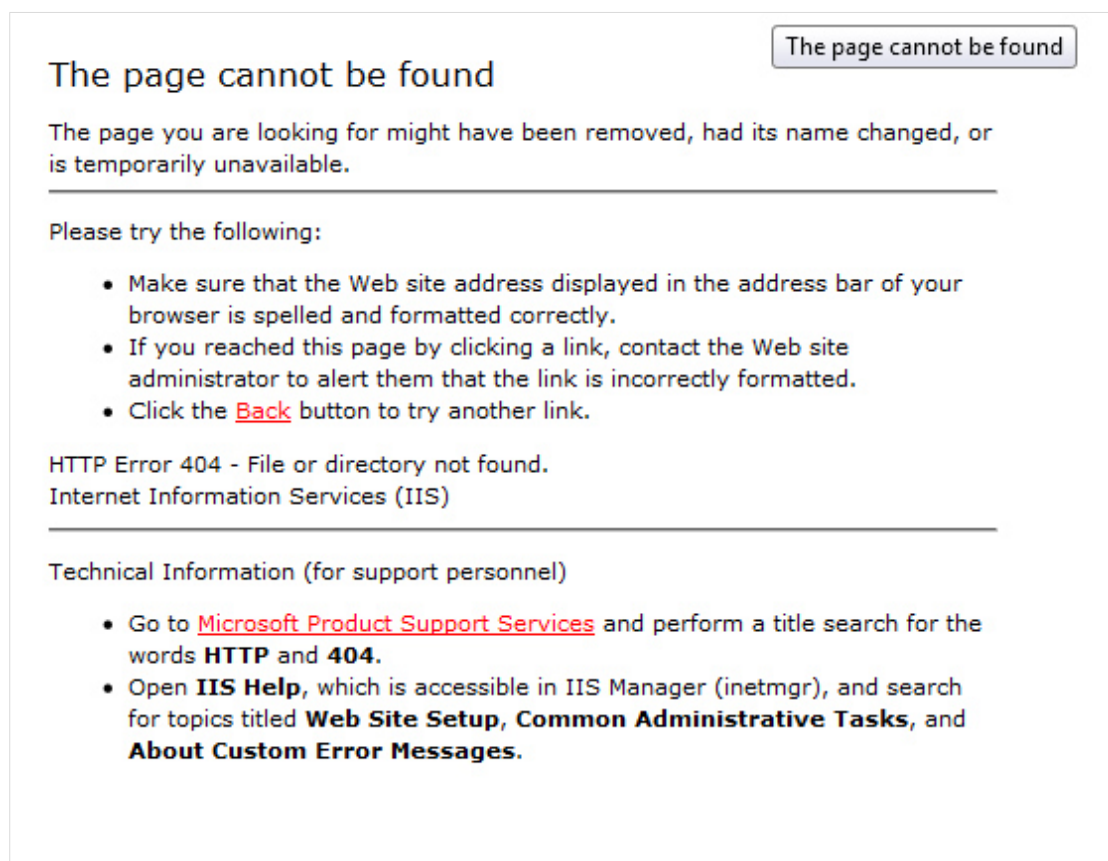 The page cannot be found
The page cannot be found
The page you are looking for might have been removed, had its name changed, or
is temporarily unavailable.
Please try the following:
• Make sure that the Web site address displayed in the address bar of your
browser is spelled and formatted correctly.
• If you reached this page by clicking a link, contact the Web site
administrator to alert them that the link is incorrectly formatted.
• Click the Back button to try another link.
HTTP Error 404 - File or directory not found.
Internet Information Services (IIS)
Technical Information (for support personnel)
• Go to Microsoft Product Support Services and perform a title search for the
words HTTP and 404.
• Open IIS Help, which is accessible in IIS Manager (inetmgr), and search
for topics titled Web Site Setup, Common Administrative Tasks, and
About Custom Error Messages.